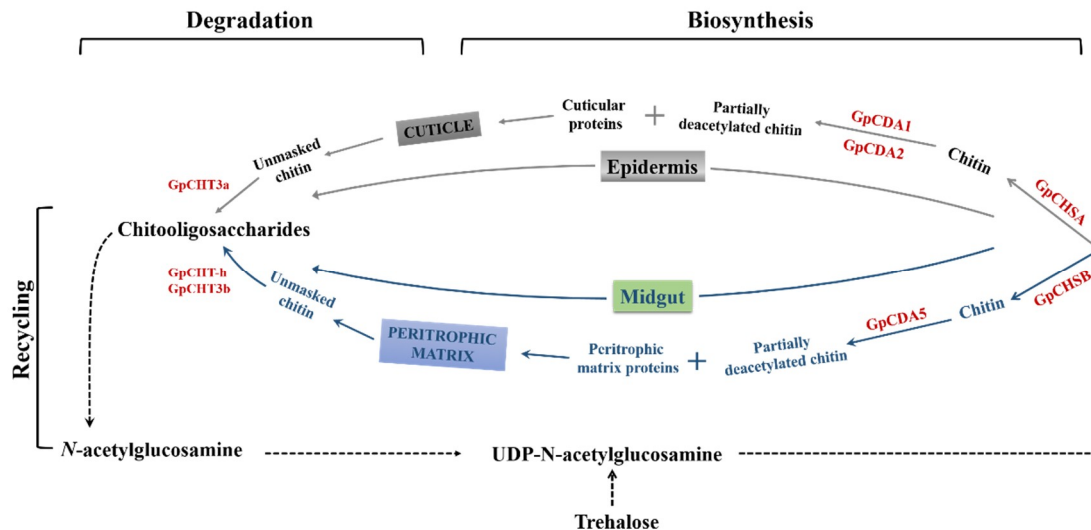 Degradation
Biosynthesis
Cuticular
proteins
+
Partially
deacetylated chitin
GpCDA1
GpCDA2
Chitin
GpCHSA
CUTICLE
Unmasked
chitin
GpCHT3a
Epidermis
Chitooligosaccharides
GpCHT-h
GpCHT3b
Unmasked
chitin
Midgut
GpCHSB
Chitin
GpCDA5
PERITROPHIC
MATRIX
Peritrophic
matrix proteins
+
Partially
deacetylated chitin
Recycling
N-acetylglucosamine
UDP-N-acetylglucosamine
Trehalose